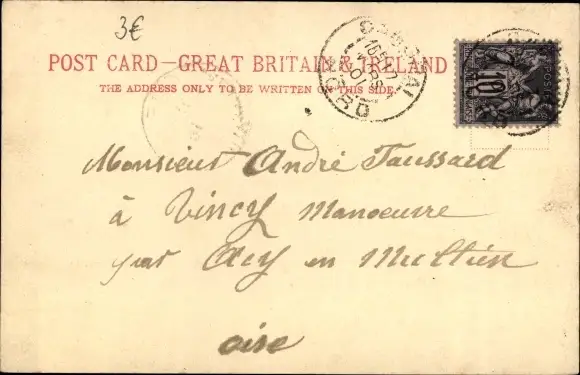 3€
POST CARD—GREAT BRITAIN & IRELAND
THE ADDRESS ONLY TO BE WRITTEN ON THIS SIDE.
10
Monsieur André Taussard
à Vincy Manoeuvre
par Acy en Multien
oise